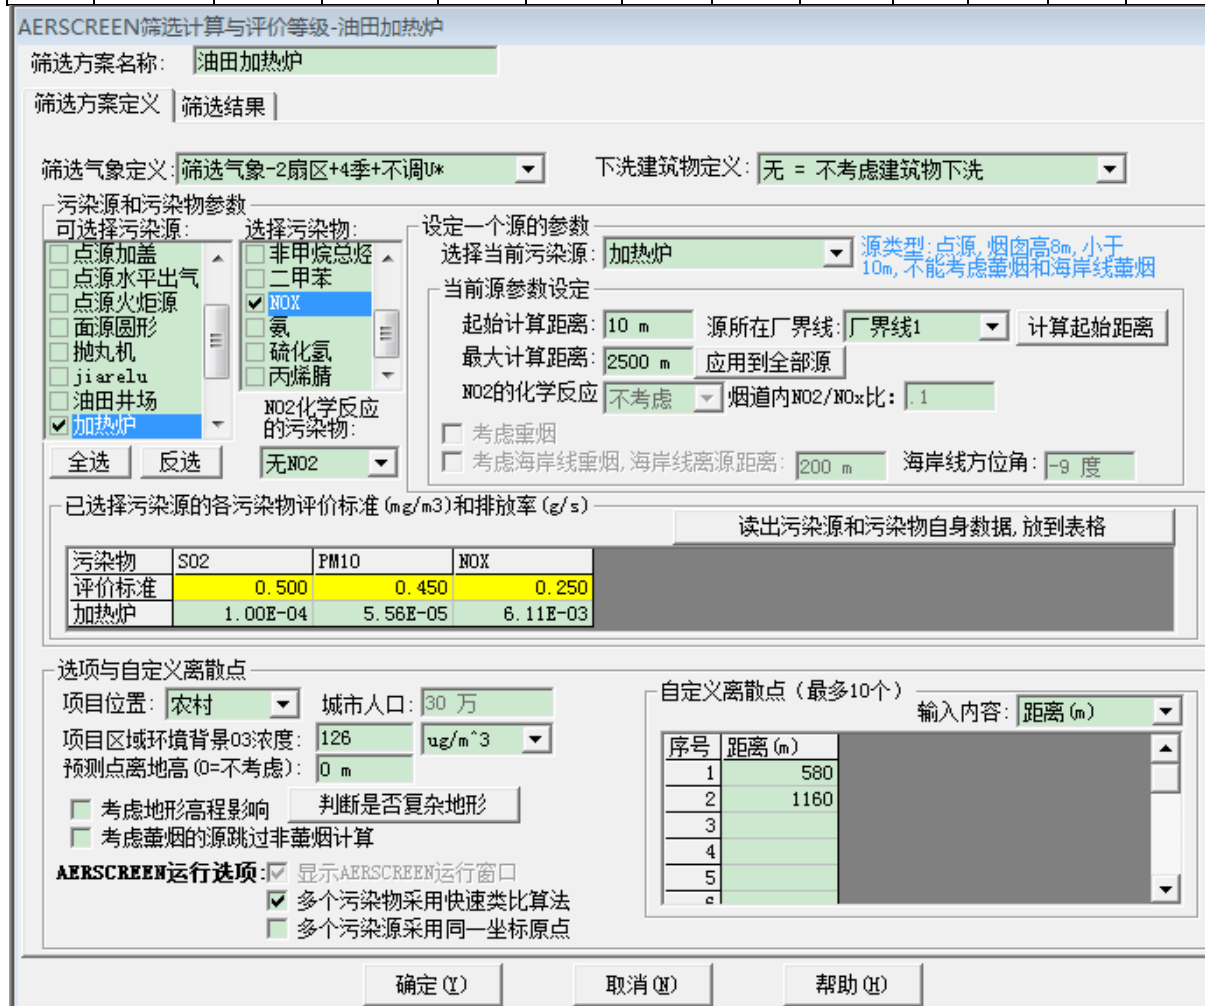 AERSCREEN筛选计算与评价等级-油田加热炉
筛选方案名称: 油田加热炉
筛选方案定义 筛选结果
筛选气象定义: 筛选气象-2扇区+4季+不调U*
下洗建筑物定义: 无 = 不考虑建筑物下洗
污染源和污染物参数
可选择污染源:
点源加盖
点源水平出气
点源火炬源
面源圆形
抛丸机
jiarelu
油田井场
加热炉
全选 反选
选择污染物:
非甲烷总烃
二甲苯
NOX
氨
硫化氢
丙烯腈
NO2化学反应
的污染物:
无NO2
设定一个源的参数
选择当前污染源: 加热炉
源类型:点源,烟囱高8m,小于
10m,不能考虑薰烟和海岸线薰烟
当前源参数设定
起始计算距离: 10 m 源所在厂界线: 厂界线1 计算起始距离
最大计算距离: 2500 m 应用到全部源
NO2的化学反应 不考虑 烟道内NO2/NOx比: .1
考虑重烟
考虑海岸线重烟,海岸线离源距离: 200 m 海岸线方位角: -9 度
已选择污染源的各污染物评价标准(mg/m3)和排放率(g/s)
读出污染源和污染物自身数据,放到表格
污染物 SO2 PM10 NOX
评价标准 0.500 0.450 0.250
加热炉 1.00E-04 5.56E-05 6.11E-03
选项与自定义离散点
项目位置: 农村 城市人口: 30 万
项目区域环境背景O3浓度: 126 ug/m^3
预测点离地高(0=不考虑): 0 m
考虑地形高程影响 判断是否复杂地形
考虑薰烟的源跳过非薰烟计算
AERSCREEN运行选项: 显示AERSCREEN运行窗口
多个污染物采用快速类比算法
多个污染源采用同一坐标原点
自定义离散点(最多10个)
输入内容: 距离(m)
序号 距离(m)
1 580
2 1160
3
4
5
确定(Y) 取消(N) 帮助(H)